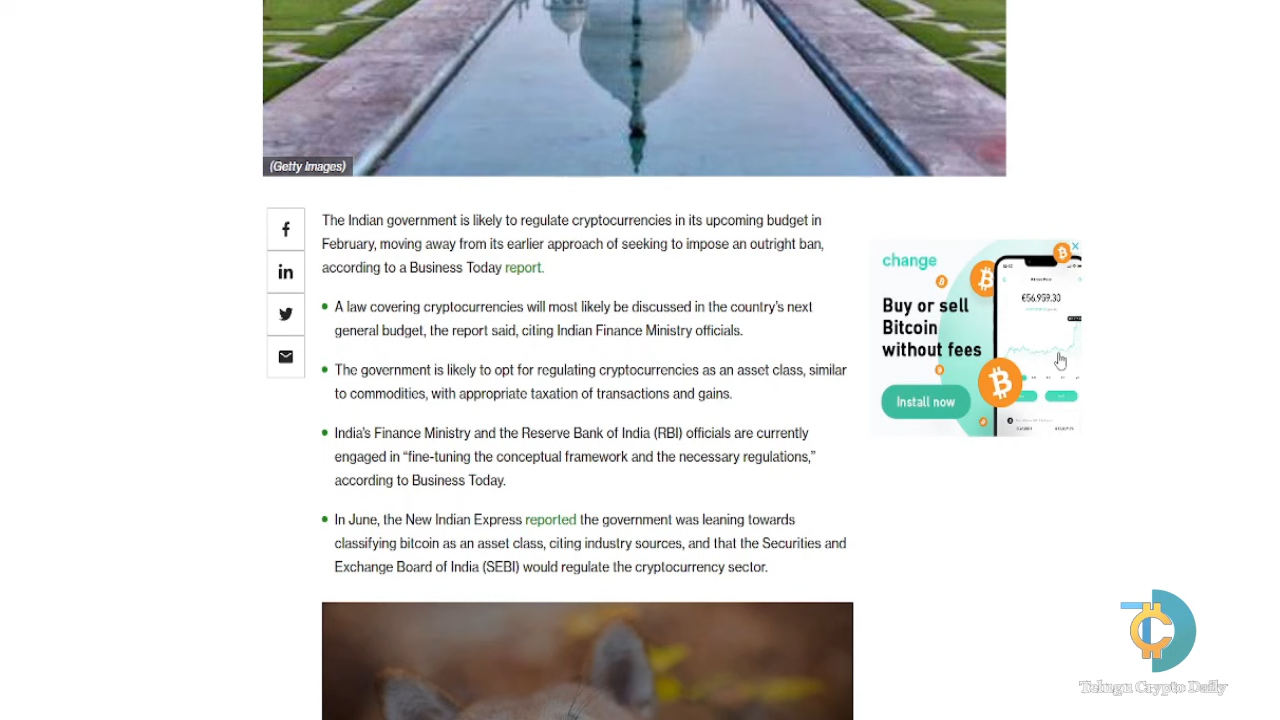 (Getty Images)
The Indian government is likely to regulate cryptocurrencies in its upcoming budget in
February, moving away from its earlier approach of seeking to impose an outright ban,
according to a Business Today report.
A law covering cryptocurrencies will most likely be discussed in the country's next
general budget, the report said, citing Indian Finance Ministry officials.
The government is likely to opt for regulating cryptocurrencies as an asset class, similar
to commodities, with appropriate taxation of transactions and gains.
India's Finance Ministry and the Reserve Bank of India (RBI) officials are currently
engaged in “fine-tuning the conceptual framework and the necessary regulations,”
according to Business Today.
In June, the New Indian Express reported the government was leaning towards
classifying bitcoin as an asset class, citing industry sources, and that the Securities and
Exchange Board of India (SEBI) would regulate the cryptocurrency sector.
change
Buy or sell
Bitcoin
without fees
Install now
€56,959.30
Telugu Crypto Daily